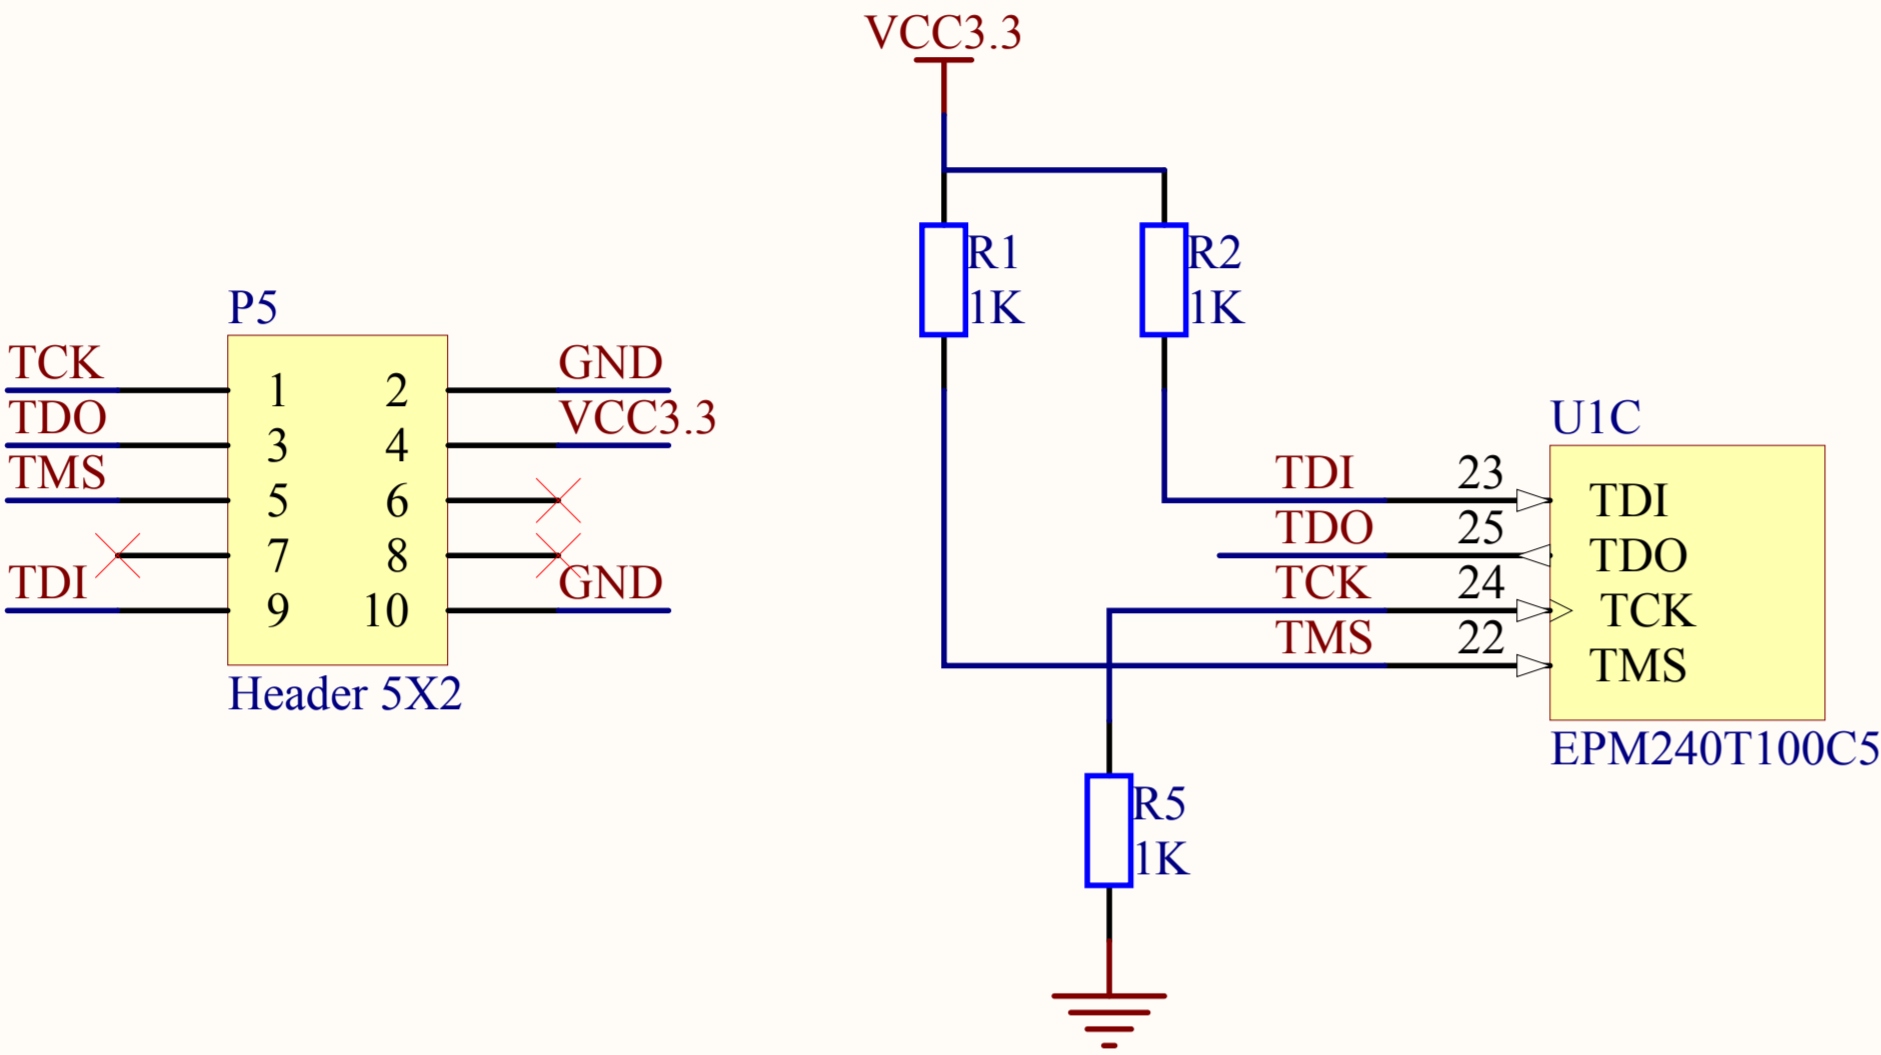 VCC3.3
R1
1K
R2
1K
P5
TCK
1
2
GND
TDO
3
4
VCC3.3
TMS
5
6
7
8
TDI
9
10
GND
Header 5X2
U1C
TDI
23
TDI
TDO
25
TDO
TCK
24
TCK
TMS
22
TMS
EPM240T100C5
R5
1K